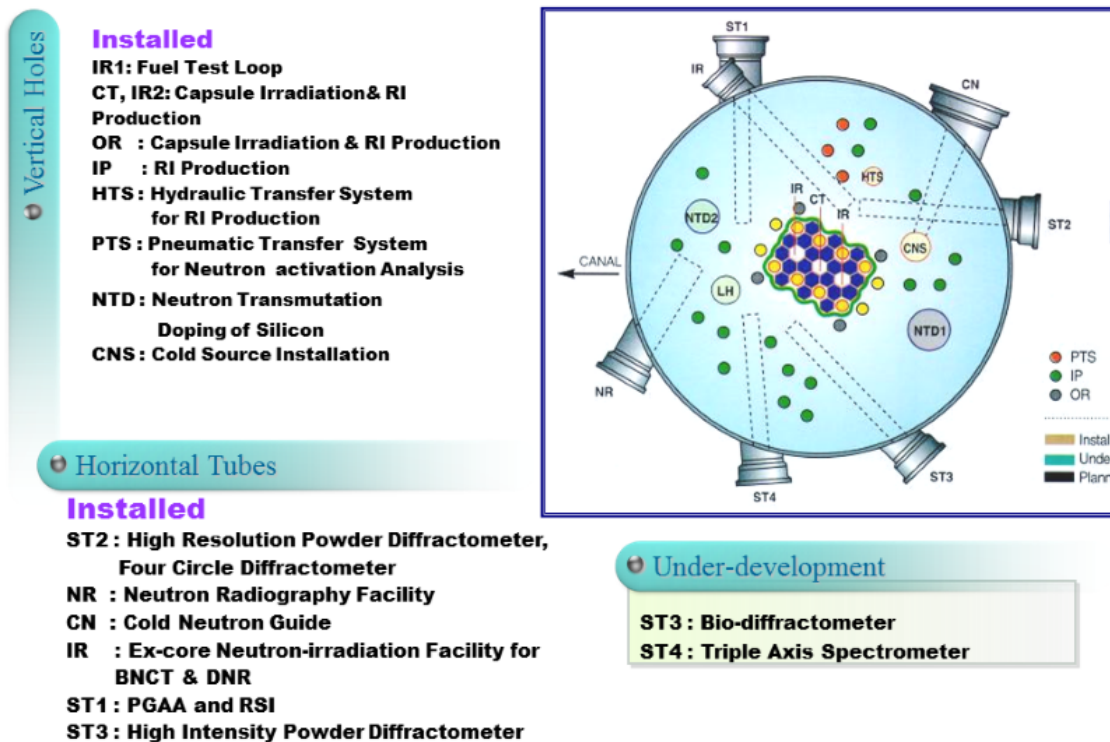 Vertical Holes
Installed
IR1: Fuel Test Loop
CT, IR2: Capsule Irradiation& RI
Production
OR : Capsule Irradiation & RI Production
IP : RI Production
HTS : Hydraulic Transfer System
for RI Production
PTS : Pneumatic Transfer System
for Neutron activation Analysis
NTD : Neutron Transmutation
Doping of Silicon
CNS : Cold Source Installation
ST1
IR
CN
HTS
IR
CT
IR
NTD2
ST2
CNS
CANAL
LH
NTD1
NR
PTS
IP
OR
ST3
ST4
Instal
Unde
Plann
Horizontal Tubes
Installed
ST2 : High Resolution Powder Diffractometer,
Four Circle Diffractometer
NR : Neutron Radiography Facility
CN : Cold Neutron Guide
IR : Ex-core Neutron-irradiation Facility for
BNCT & DNR
ST1 : PGAA and RSI
ST3 : High Intensity Powder Diffractometer
Under-development
ST3 : Bio-diffractometer
ST4 : Triple Axis Spectrometer